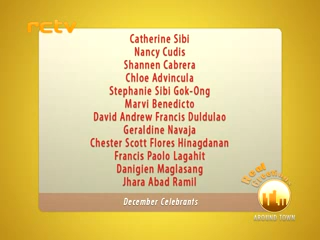 rctv
Catherine Sibi
Nancy Cudis
Shannen Cabrera
Chloe Advincula
Stephanie Sibi Gok-Ong
Marvi Benedicto
David Andrew Francis Duldulao
Geraldine Navaja
Chester Scott Flores Hinagdanan
Francis Paolo Lagahit
Danigien Maglasang
Jhara Abad Ramil
December Celebrants
AROUND TOWN